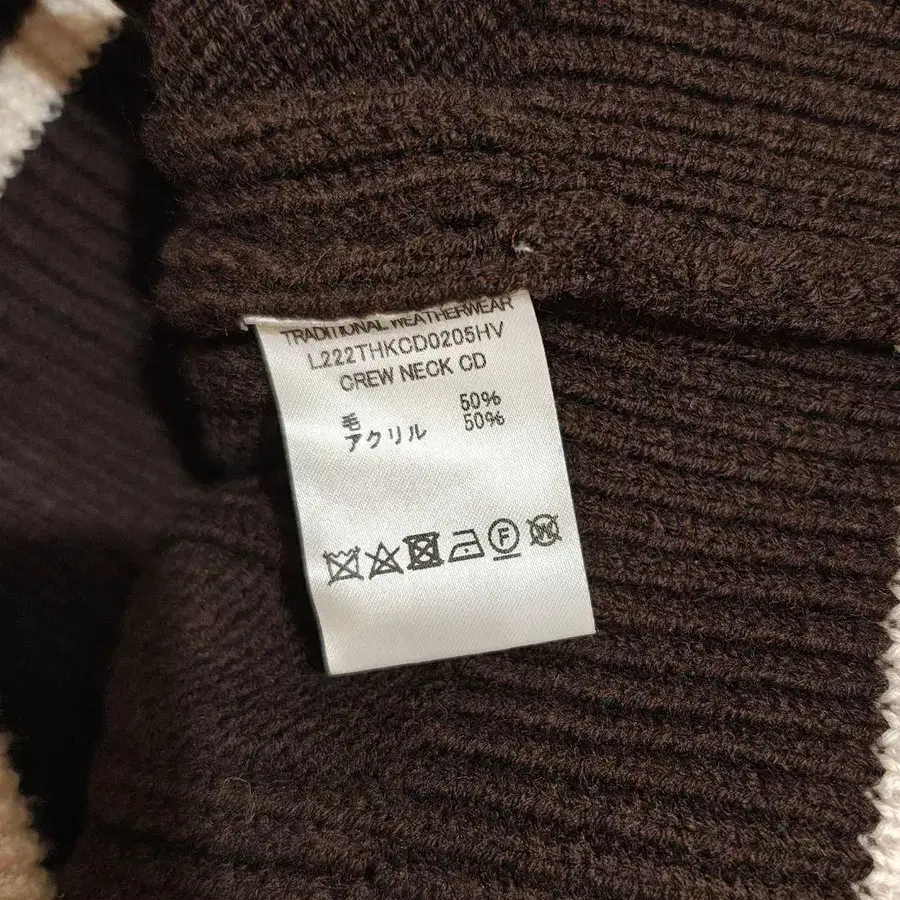 TRADITIONAL WEATHERWEAR
L222THKCD0205HV
CREW NECK CD
毛 50%
アクリル 50%
F
W